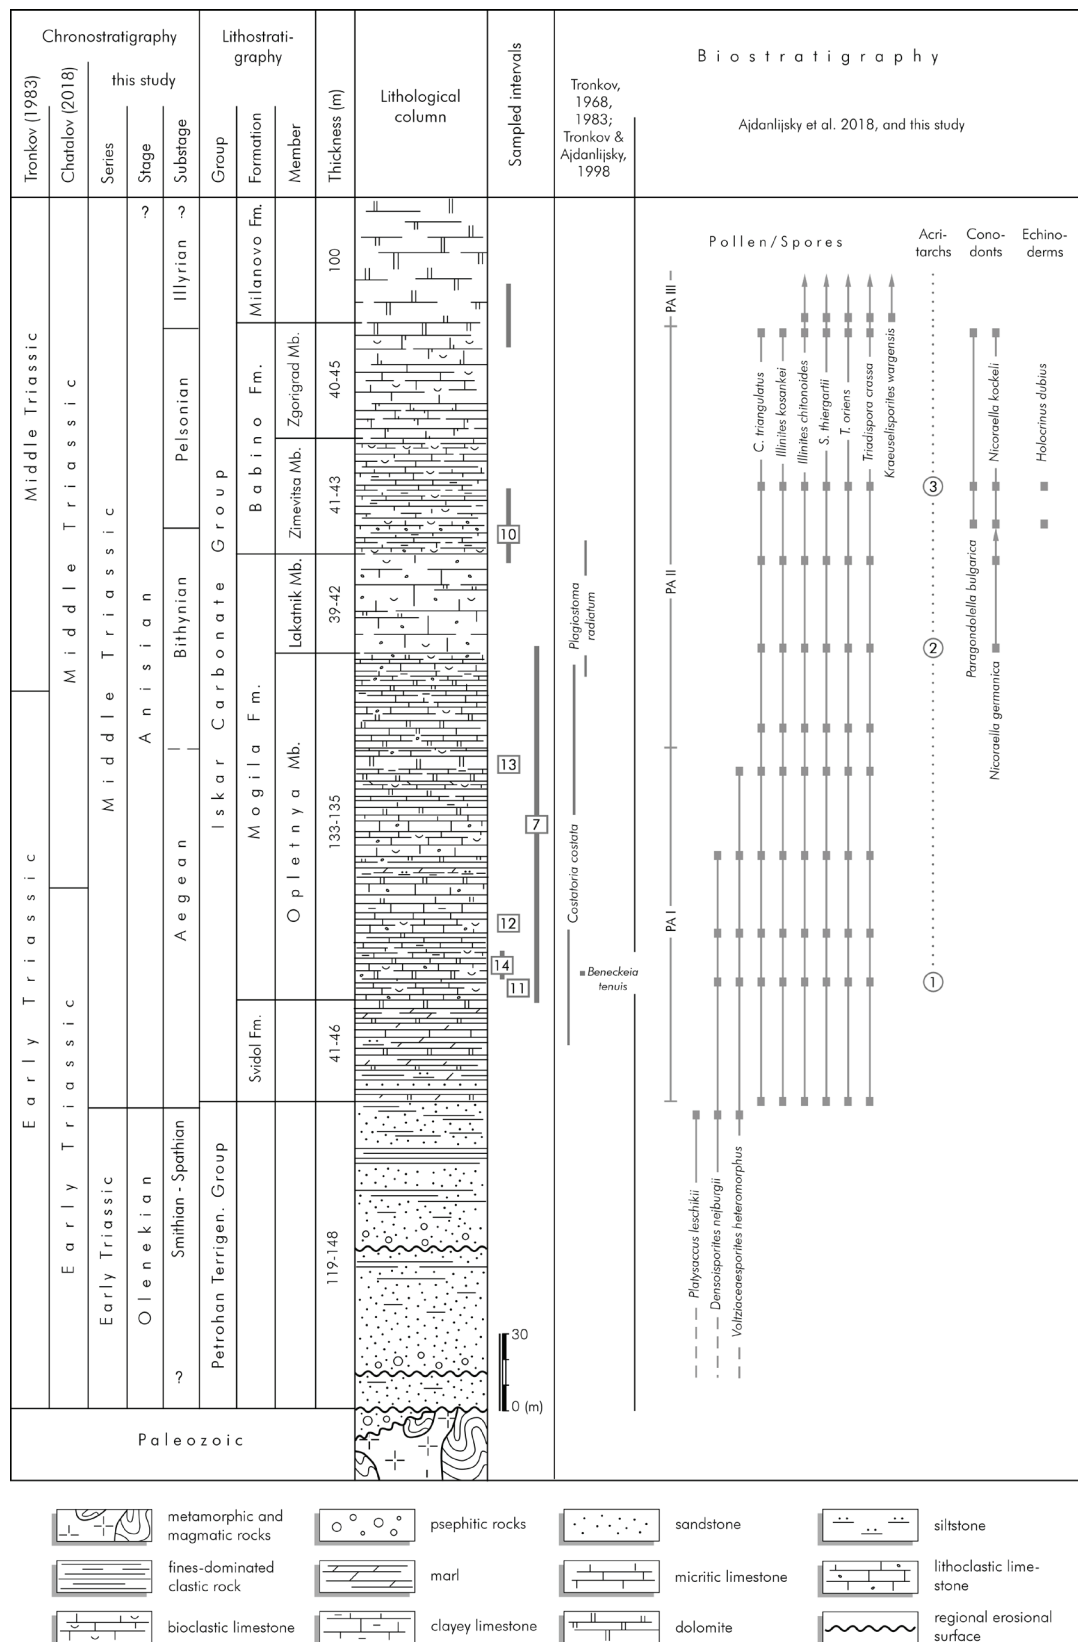 Chronostratigraphy
Lithostrati-
graphy
Tronkov (1983)
Chatalov (2018)
this study
Series
Stage
Substage
Group
Formation
Member
Thickness (m)
Lithological
column
Sampled intervals
Biostratigraphy
Tronkov,
1968,
1983;
Tronkov &
Ajdanlijsky,
1998
Ajdanlijsky et al. 2018, and this study
Pollen/Spores
Acri-
tarchs
Cono-
donts
Echino-
derms
Middle Triassic
Early Triassic
Middle Triassic
Early Triassic
Middle Triassic
Early Triassic
?
Anisian
Olenekian
?
Illyrian
Pelsonian
Bithynian
Aegean
Smithian - Spathian
?
Iskar Carbonate Group
Petrohan Terrigen. Group
Milanovo Fm.
Babino Fm.
Mogila Fm.
Svidol Fm.
Zgorigrad Mb.
Zimevitsa Mb.
Lakatnik Mb.
Opletnya Mb.
100
40-45
41-43
39-42
133-135
41-46
119-148
10
13
7
12
14
11
30
0 (m)
Plagiostoma
radiatum
Costatoria costata
Beneckeia
tenuis
PA III
PA II
PA I
Platysaccus leschikii
Densoisporites nejburgii
Voltziaceaesporites heteromorphus
C. triangulatus
Illinites kosankei
Illinites chitonoides
S. thiergartii
T. oriens
Triadispora crassa
Kraeuselisporites wargensis
3
2
1
Paragondolella bulgarica
Nicoraella kockeli
Nicoraella germanica
Holocrinus dubius
Paleozoic
metamorphic and
magmatic rocks
psephitic rocks
sandstone
siltstone
fines-dominated
clastic rock
marl
micritic limestone
lithoclastic lime-
stone
bioclastic limestone
clayey limestone
dolomite
regional erosional
surface